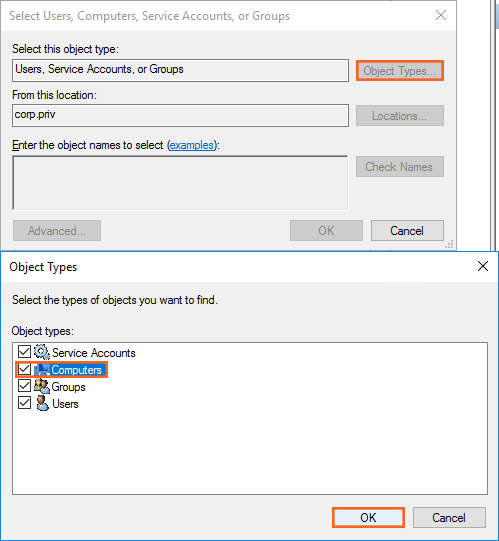 Select Users, Computers, Service Accounts, or Groups
Select this object type:
Users, Service Accounts, or Groups
Object Types...
From this location:
corp.priv
Locations...
Enter the object names to select (examples):
Check Names
Advanced...
OK
Cancel
Object Types
Select the types of objects you want to find.
Object types:
Service Accounts
Computers
Groups
Users
OK
Cancel